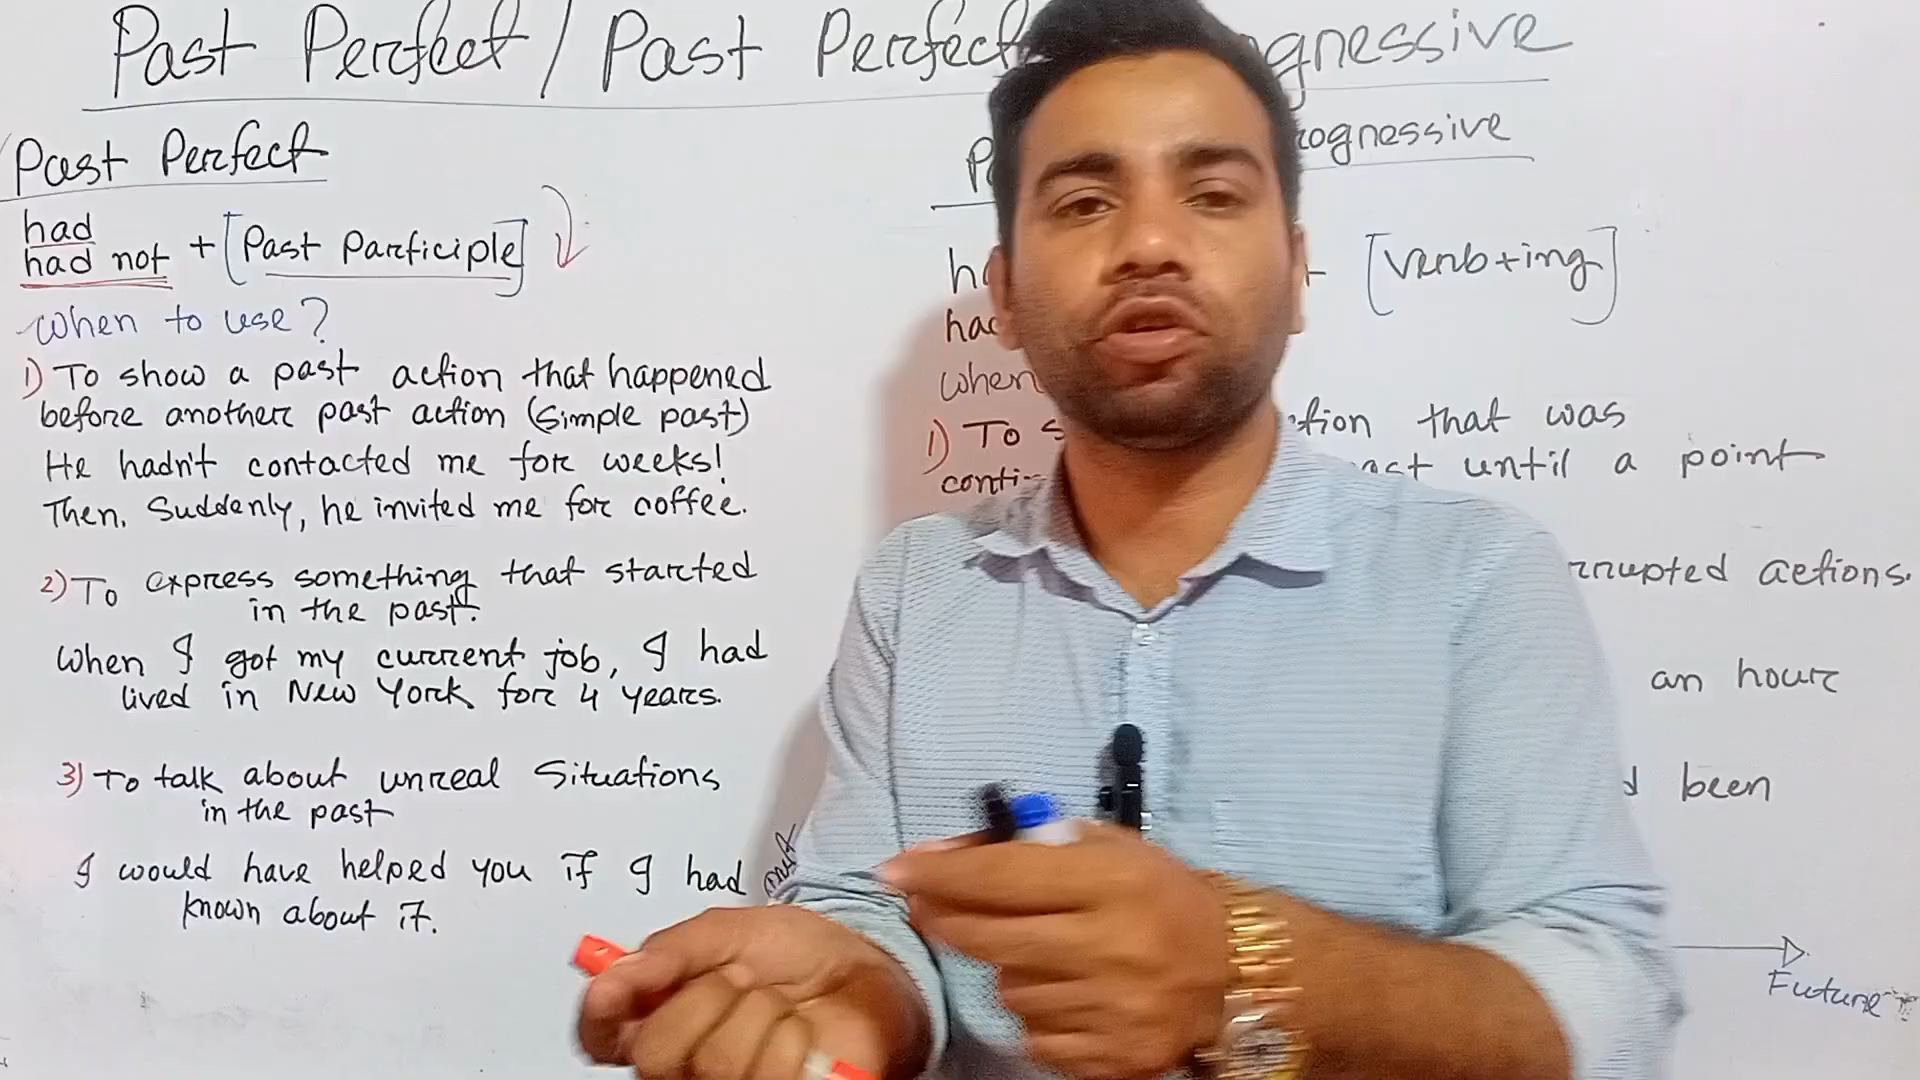 Past Perfect / Past Perfect
Past Perfect
had
had not + [Past Participle]
When to use?
1) To show a past action that happened
before another past action (simple past)
He hadn't contacted me for weeks!
Then, Suddenly, he invited me for coffee.
2) To express something that started
in the past.
When I got my current job, I had
lived in New York for 4 years.
3) To talk about unreal Situations
in the past
I would have helped you if I had
known about it.
[verb+ing]
when
1) To
that was
until a point
actions.
an hour
been
Future